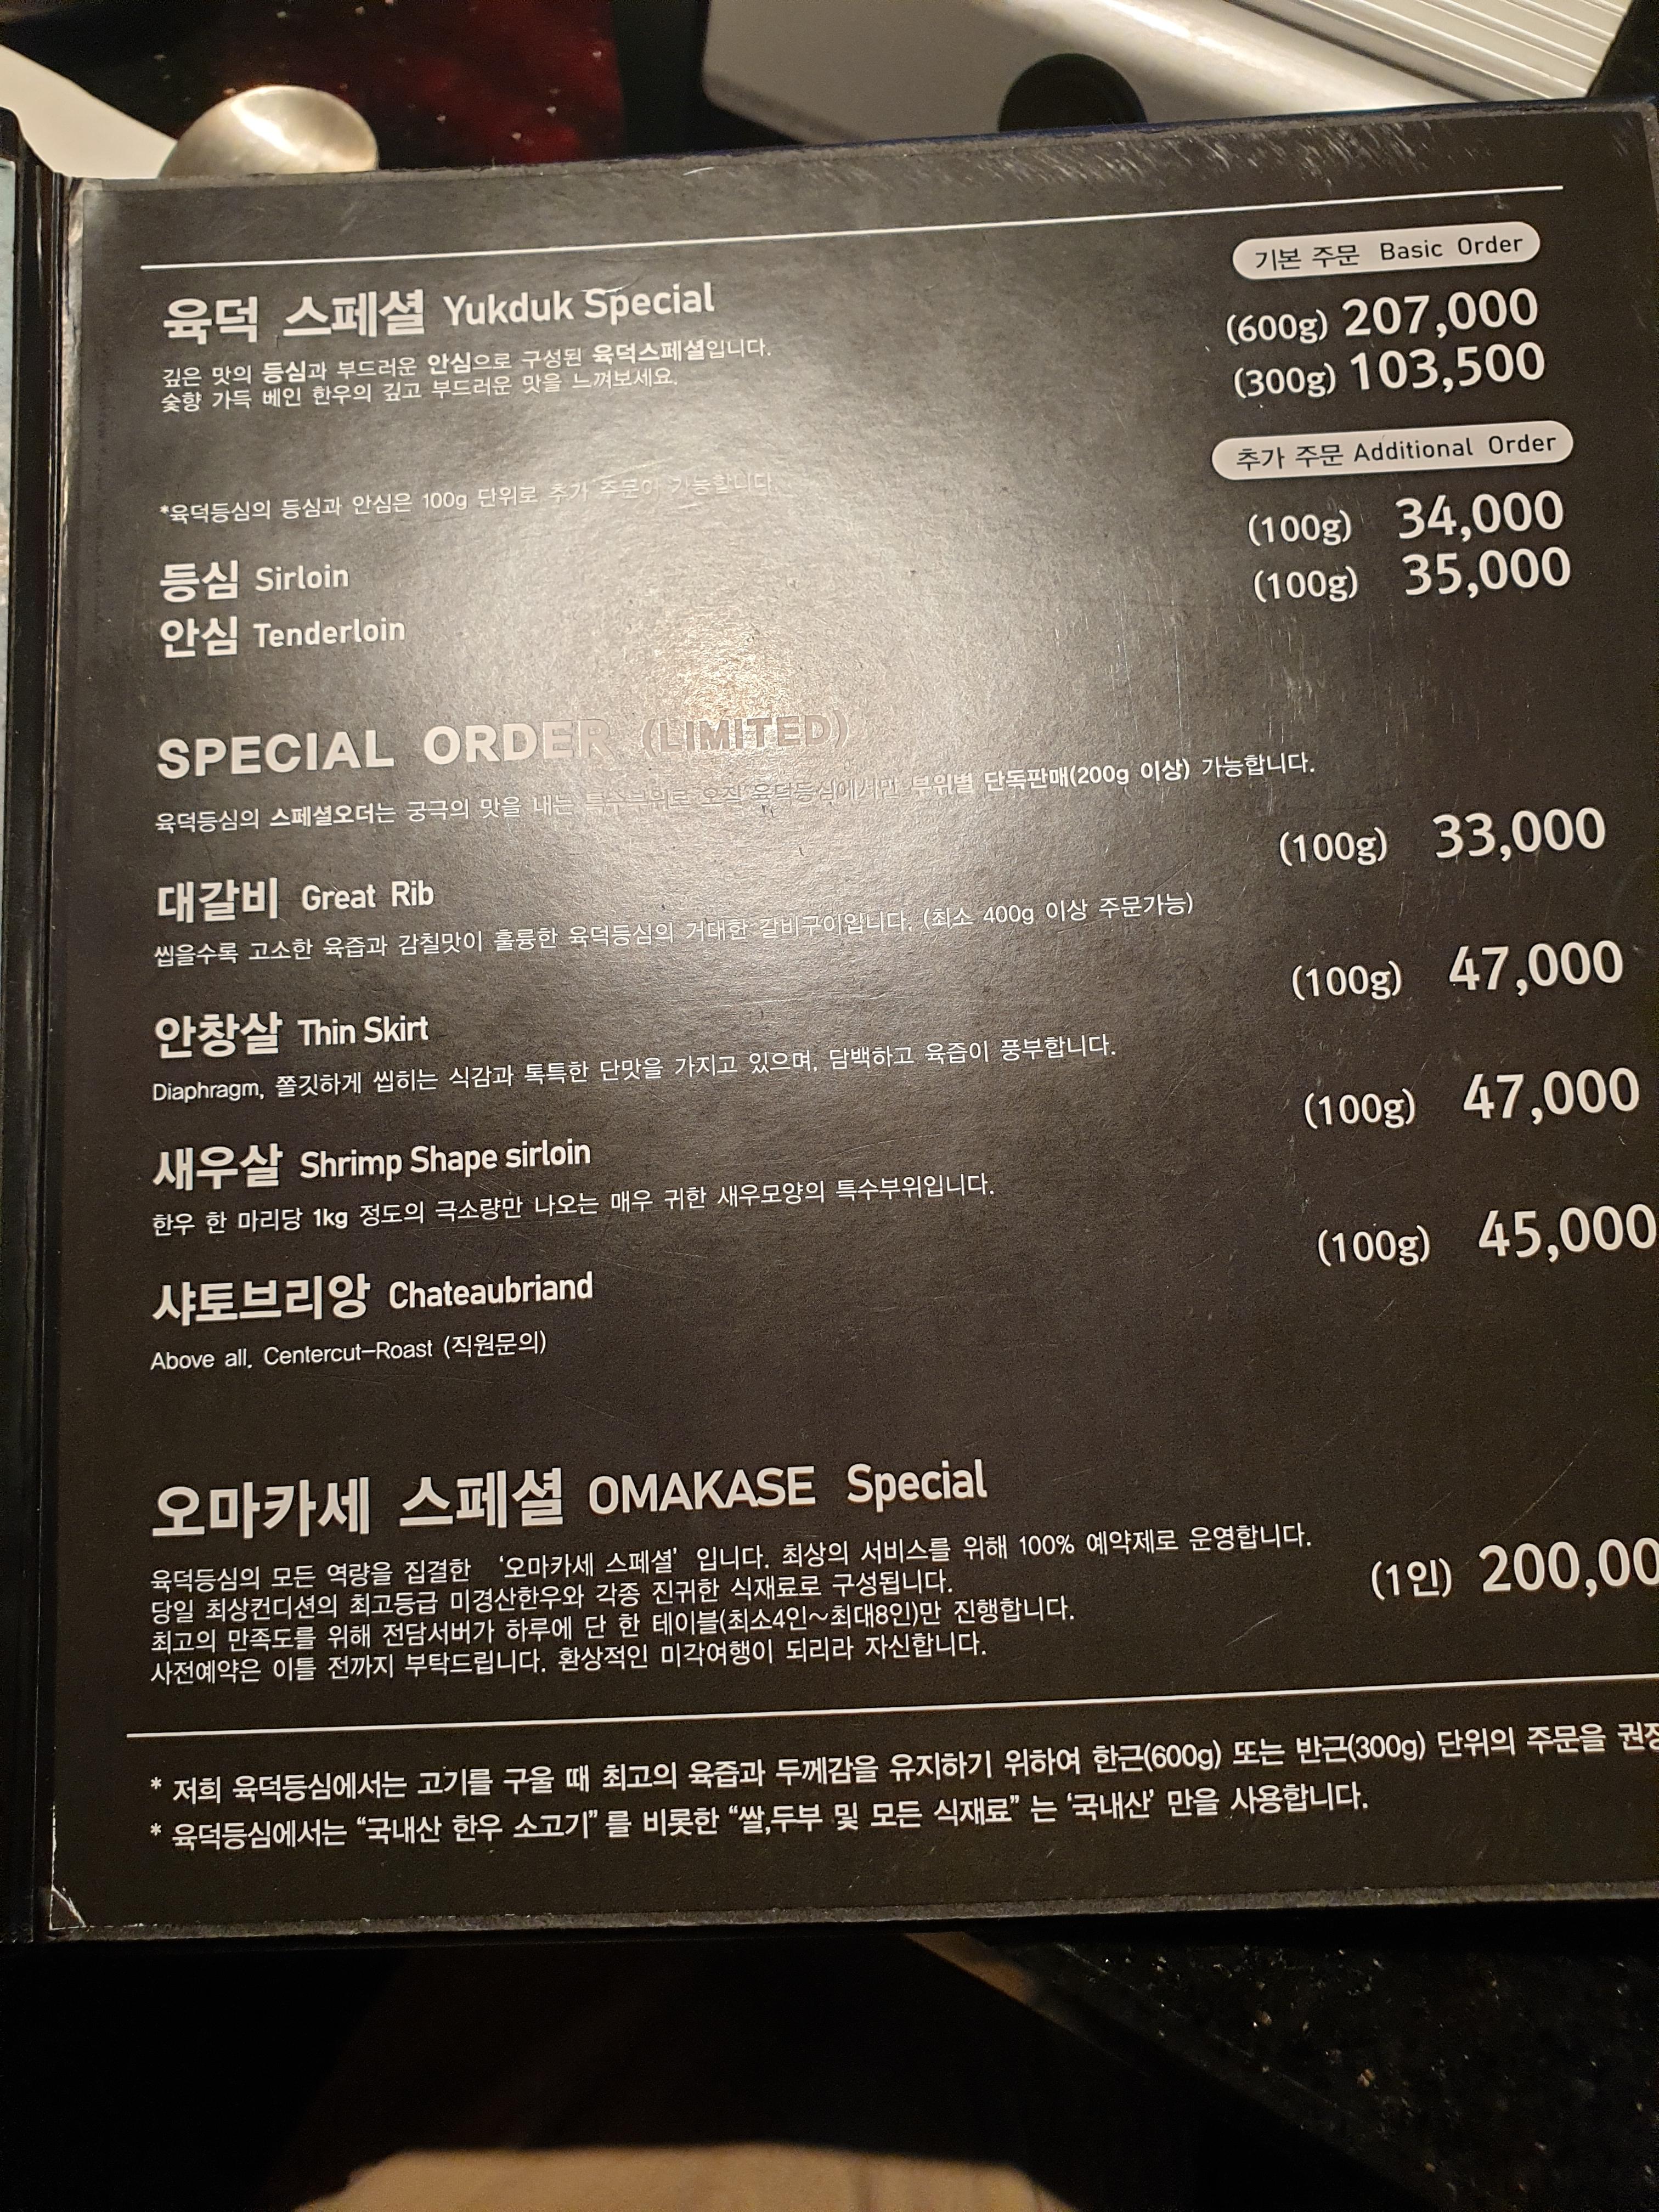 기본 주문 Basic Order
육덕 스페셜 Yukduk Special
(600g) 207,000
깊은 맛의 등심과 부드러운 안심으로 구성된 육덕스페셜입니다.
(300g) 103,500
숯향 가득 베인 한우의 깊고 부드러운 맛을 느껴보세요.
추가 주문 Additional Order
*육덕등심의 등심과 안심은 100g 단위로 추가 주문이 가능합니다.
등심 Sirloin
(100g) 34,000
안심 Tenderloin
(100g) 35,000
SPECIAL ORDER (LIMITED)
육덕등심의 스페셜오더는 궁극의 맛을 내는 특수부위로 오직 육덕등심에서만 부위별 단독판매(200g 이상) 가능합니다.
대갈비 Great Rib
(100g) 33,000
씹을수록 고소한 육즙과 감칠맛이 훌륭한 육덕등심의 거대한 갈비구이입니다. (최소 400g 이상 주문가능)
안창살 Thin Skirt
(100g) 47,000
Diaphragm, 쫄깃하게 씹히는 식감과 톡특한 단맛을 가지고 있으며, 담백하고 육즙이 풍부합니다.
새우살 Shrimp Shape sirloin
(100g) 47,000
한우 한 마리당 1kg 정도의 극소량만 나오는 매우 귀한 새우모양의 특수부위입니다.
샤토브리앙 Chateaubriand
(100g) 45,000
Above all, Centercut-Roast (직원문의)
오마카세 스페셜 OMAKASE Special
육덕등심의 모든 역량을 집결한 ‘오마카세 스페셜’ 입니다. 최상의 서비스를 위해 100% 예약제로 운영합니다.
당일 최상컨디션의 최고등급 미경산한우와 각종 진귀한 식재료로 구성됩니다.
(1인) 200,00
최고의 만족도를 위해 전담서버가 하루에 단 한 테이블(최소4인~최대8인)만 진행합니다.
사전예약은 이틀 전까지 부탁드립니다. 환상적인 미각여행이 되리라 자신합니다.
* 저희 육덕등심에서는 고기를 구울 때 최고의 육즙과 두께감을 유지하기 위하여 한근(600g) 또는 반근(300g) 단위의 주문을 권장
* 육덕등심에서는 “국내산 한우 소고기” 를 비롯한 “쌀,두부 및 모든 식재료” 는 ‘국내산’ 만을 사용합니다.